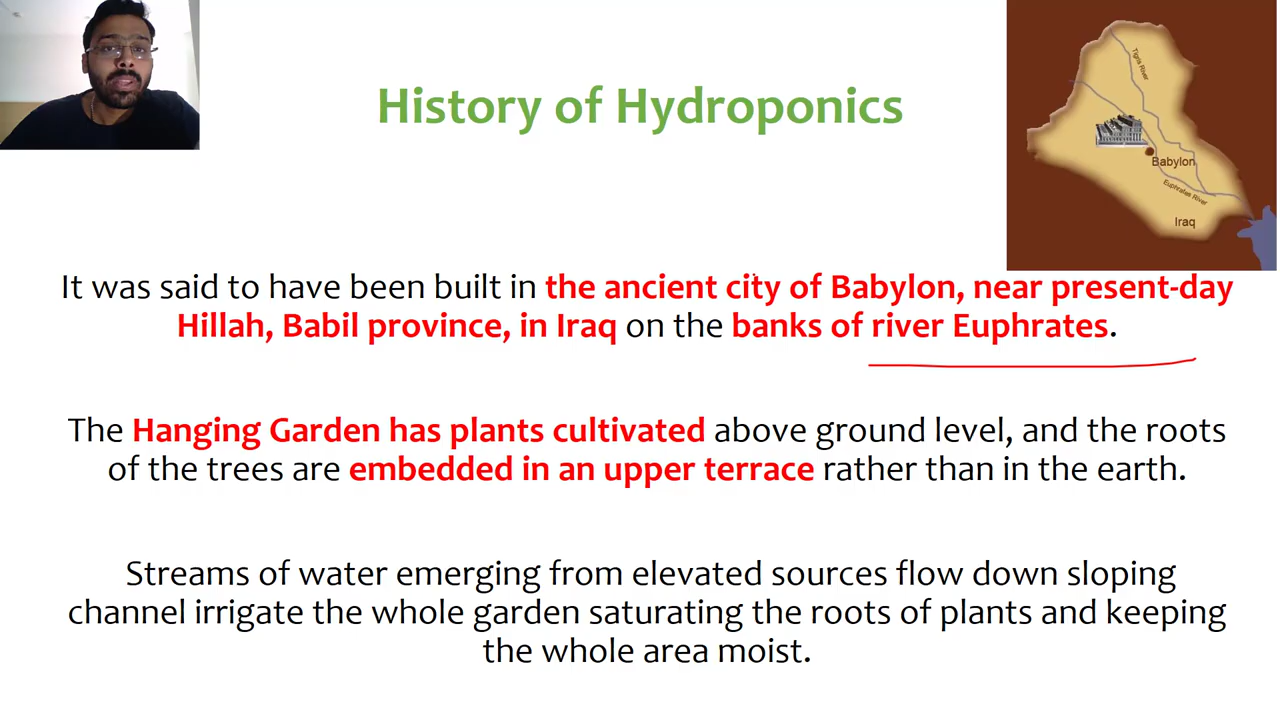 History of Hydroponics
Tigris River
Babylon
Euphrates River
Iraq
It was said to have been built in the ancient city of Babylon, near present-day
Hillah, Babil province, in Iraq on the banks of river Euphrates.
The Hanging Garden has plants cultivated above ground level, and the roots
of the trees are embedded in an upper terrace rather than in the earth.
Streams of water emerging from elevated sources flow down sloping
channel irrigate the whole garden saturating the roots of plants and keeping
the whole area moist.